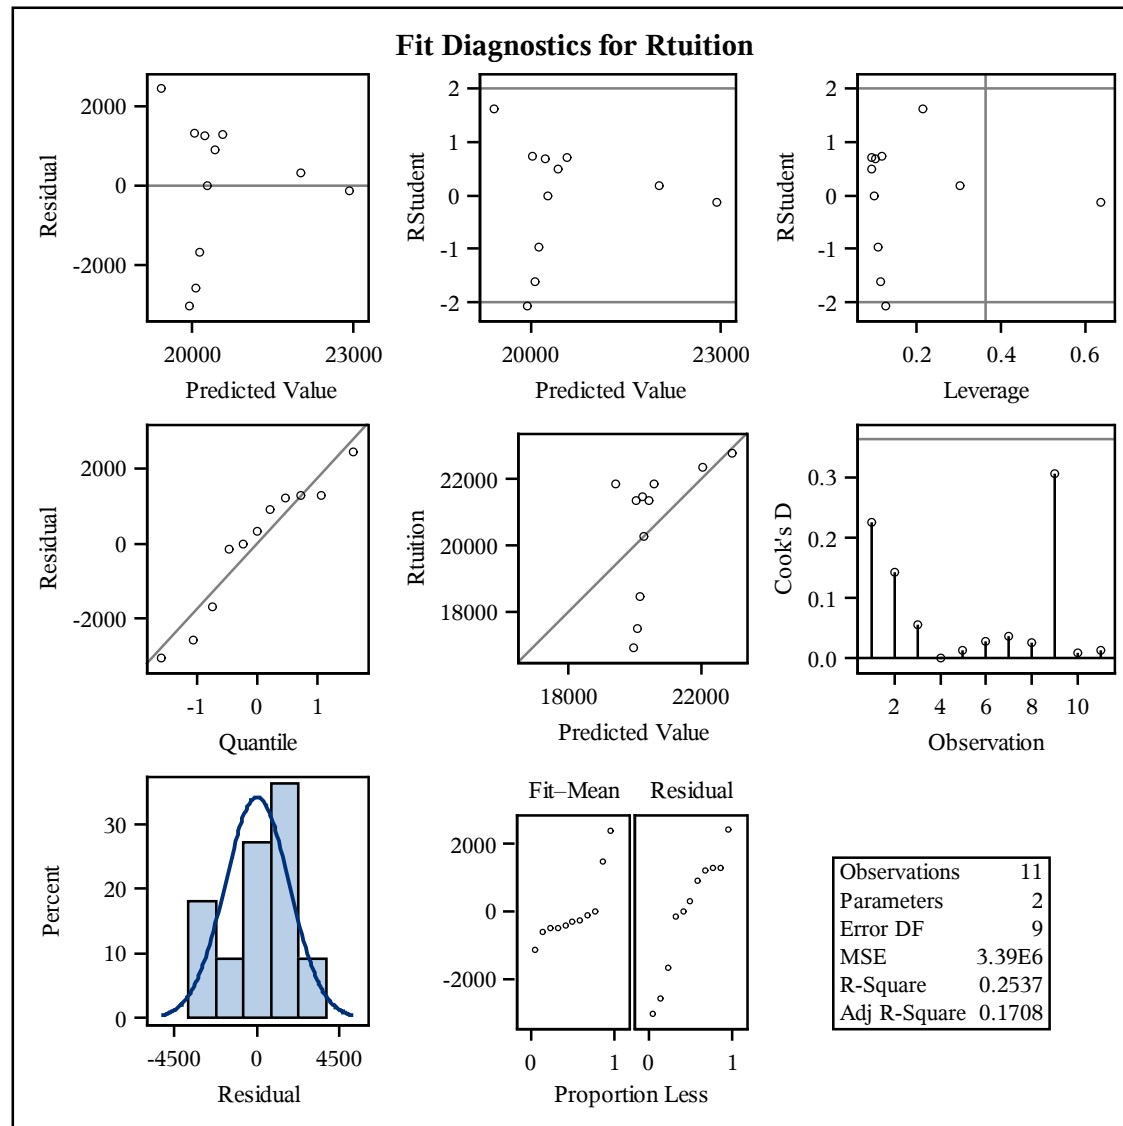 Fit Diagnostics for Rtuition
2000
0
-2000
Residual
20000 23000
Predicted Value
2
1
0
-1
-2
RStudent
20000 23000
Predicted Value
2
1
0
-1
-2
RStudent
0.2 0.4 0.6
Leverage
2000
0
-2000
Residual
-1 0 1
Quantile
22000
20000
18000
Rtuition
18000 22000
Predicted Value
0.3
0.2
0.1
0.0
Cook's D
2 4 6 8 10
Observation
30
20
10
0
Percent
-4500 0 4500
Residual
Fit–Mean Residual
2000
0
-2000
0 1 0 1
Proportion Less
Observations 11
Parameters 2
Error DF 9
MSE 3.39E6
R-Square 0.2537
Adj R-Square 0.1708